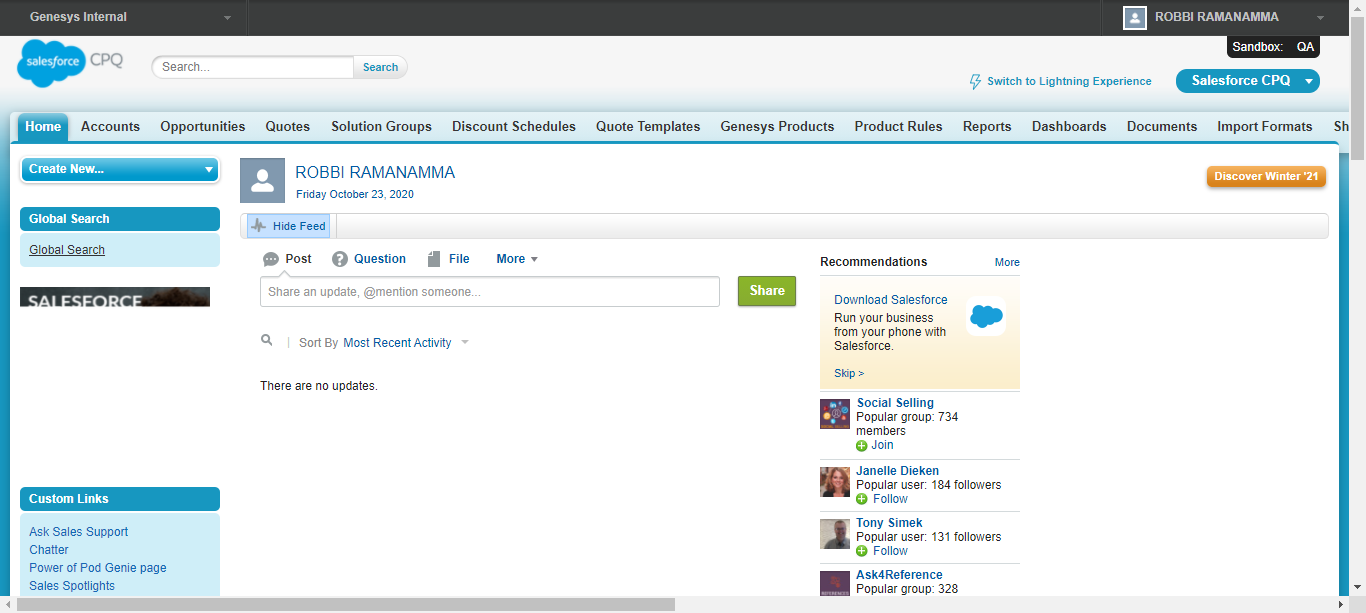 Genesys Internal
ROBBI RAMANAMMA
Sandbox: QA
salesforce CPQ
Search...
Search
Switch to Lightning Experience
Salesforce CPQ
Home Accounts Opportunities Quotes Solution Groups Discount Schedules Quote Templates Genesys Products Product Rules Reports Dashboards Documents Import Formats Sh
Create New...
Global Search
Global Search
SALESFORCE
Custom Links
Ask Sales Support
Chatter
Power of Pod Genie page
Sales Spotlights
ROBBI RAMANAMMA
Friday October 23, 2020
Discover Winter '21
Hide Feed
Post Question File More
Share an update, @mention someone...
Share
Sort By Most Recent Activity
There are no updates.
Recommendations More
Download Salesforce
Run your business
from your phone with
Salesforce.
Skip >
Social Selling
Popular group: 734
members
Join
Janelle Dieken
Popular user: 184 followers
Follow
Tony Simek
Popular user: 131 followers
Follow
Ask4Reference
Popular group: 328